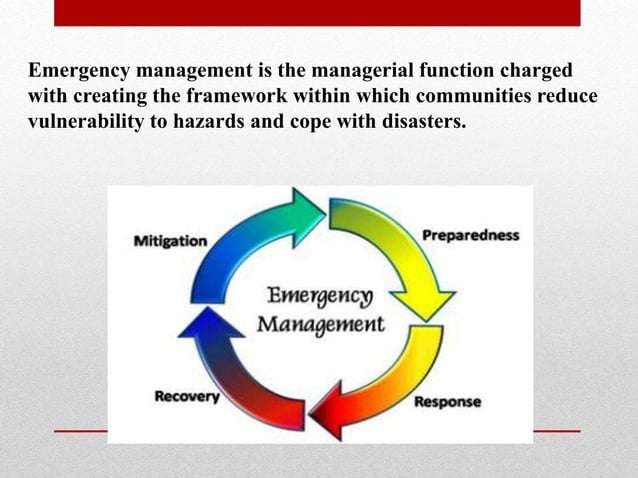 Emergency management is the managerial function charged
with creating the framework within which communities reduce
vulnerability to hazards and cope with disasters.
Mitigation
Preparedness
Emergency
Management
Recovery
Response